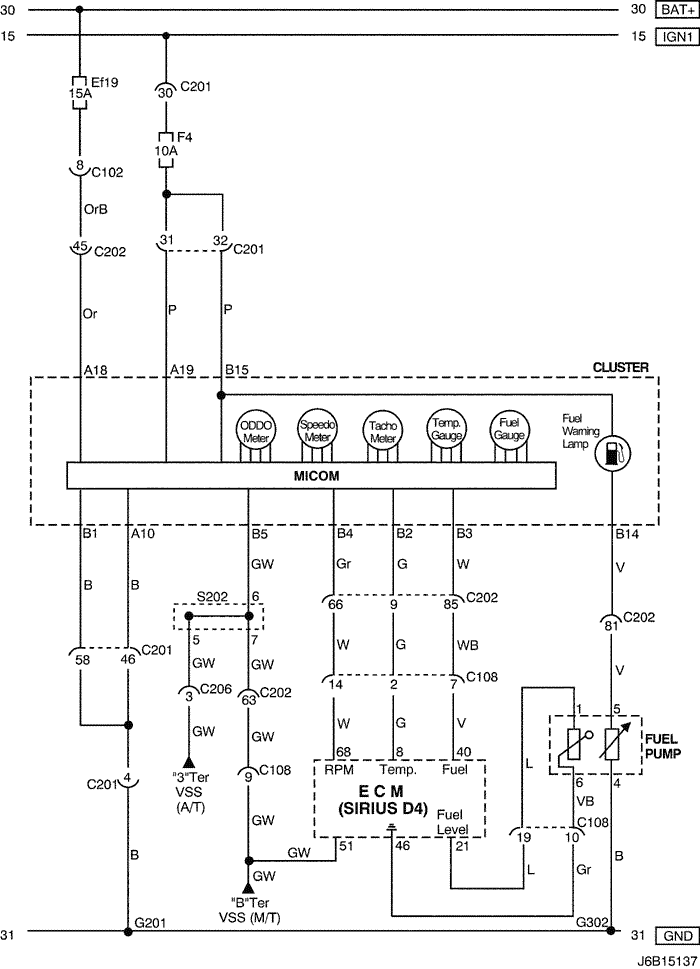 30 30 BAT+
15 15 IGN1
Ef19
15A
C201
30
F4
10A
8
C102
OrB
31 32
45 C202 C201
Or P P
A18 A19 B15 CLUSTER
ODDO Meter
Speedo Meter
Tacho Meter
Temp. Gauge
Fuel Gauge
Fuel Warning Lamp
MICOM
B1 A10 B5 B4 B2 B3 B14
B B GW Gr G W V
S202 6
66 9 85 C202
C202
81
5 7
58 46 C201
GW GW W G WB
V
3 C206 63 C202
14 2 7 C108
1 5
GW GW W G V
68 8 40
FUEL PUMP
"3"Ter
VSS
(A/T)
C201 4
9 C108
RPM Temp. Fuel
E C M
(SIRIUS D4)
Fuel
Level
L
6 4
VB
C108
19 10
GW
GW
51 46 21
B
L Gr B
GW
"B"Ter
VSS (M/T)
G201 G302
31 31 GND
J6B15137